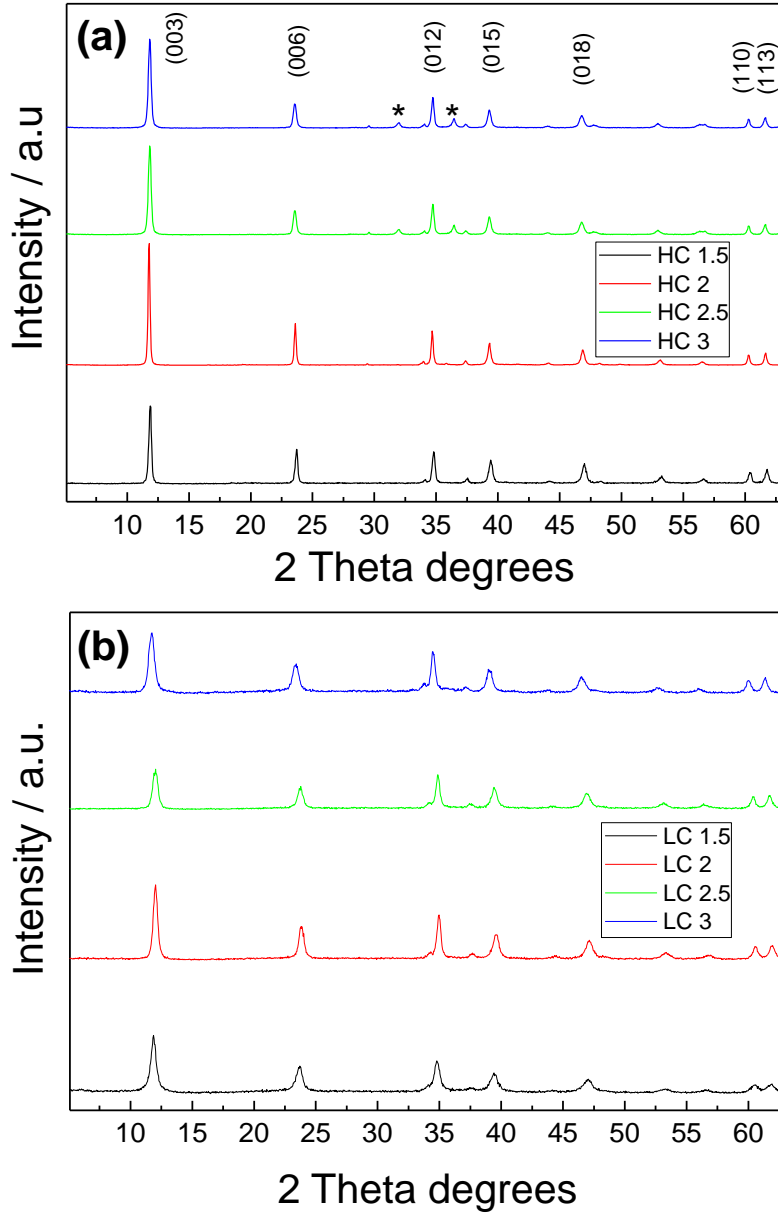 (a)
(003)
(006)
(012)
(015)
(018)
(110)
(113)
* *
Intensity / a.u
HC 1.5
HC 2
HC 2.5
HC 3
10 15 20 25 30 35 40 45 50 55 60
2 Theta degrees
(b)
Intensity / a.u.
LC 1.5
LC 2
LC 2.5
LC 3
10 15 20 25 30 35 40 45 50 55 60
2 Theta degrees